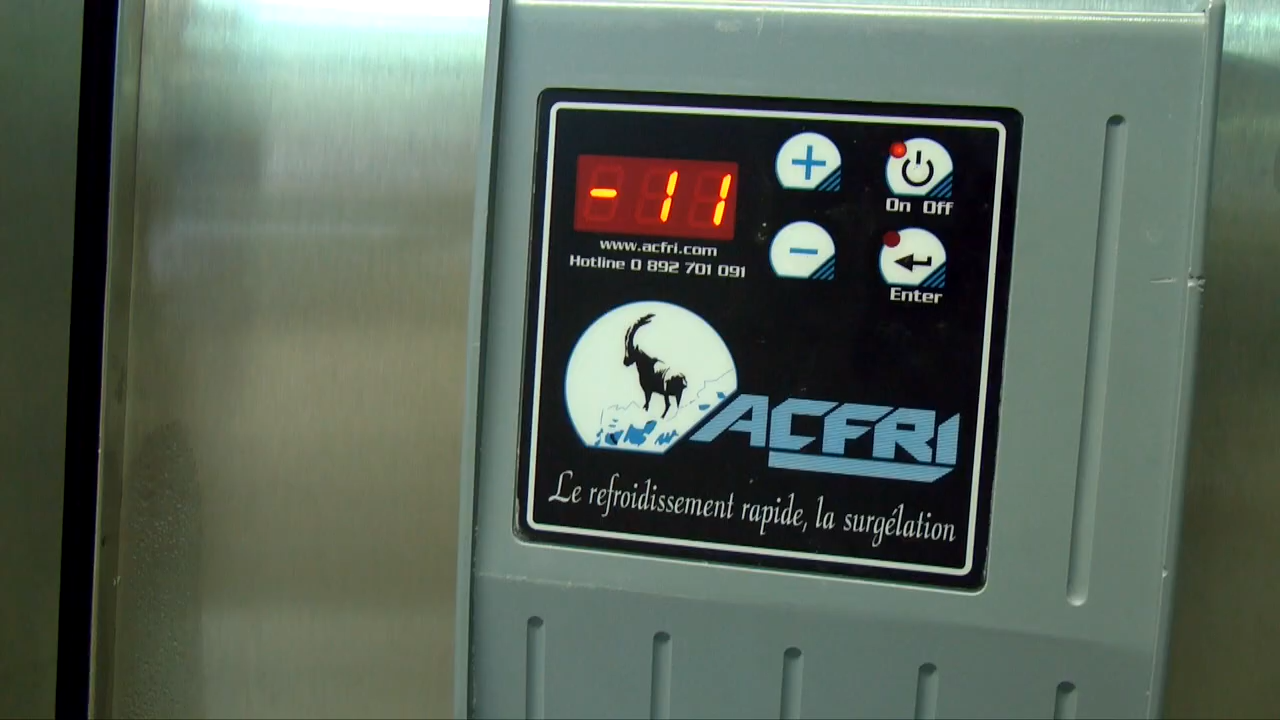 -11
www.acfri.com
Hotline 0 892 701 091
+
-
On Off
Enter
ACFRI
Le refroidissement rapide, la surgélation